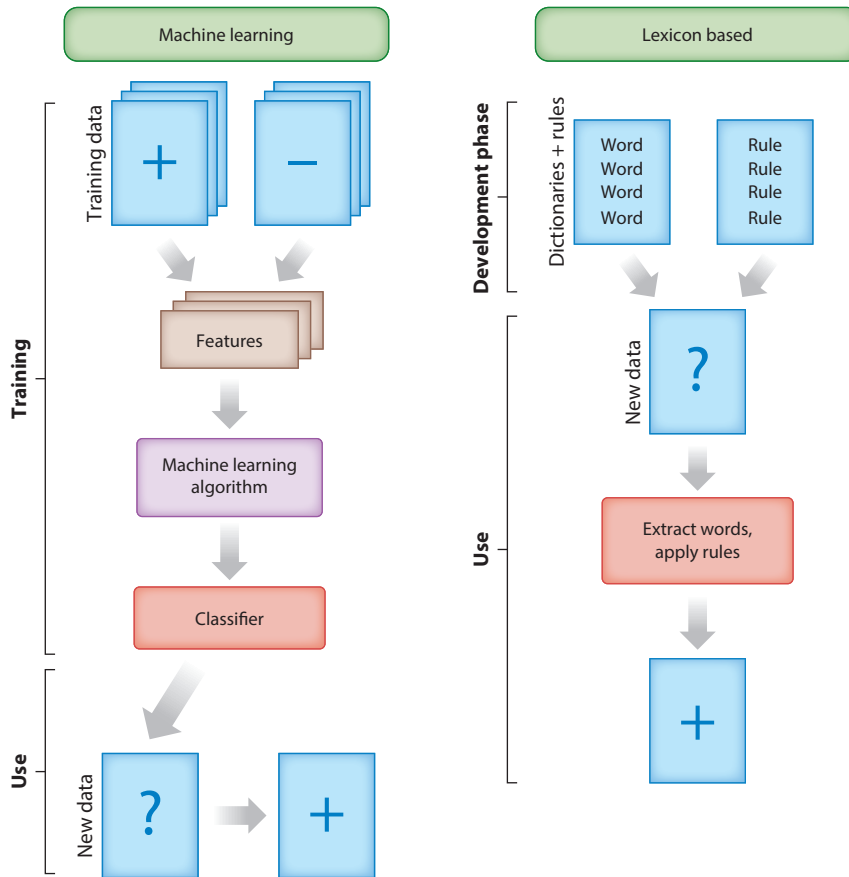 Machine learning
Training
Training data
+
−
Features
Machine learning
algorithm
Classifier
Use
New data
?
+
Lexicon based
Development phase
Dictionaries + rules
Word
Word
Word
Word
Rule
Rule
Rule
Rule
Use
New data
?
Extract words,
apply rules
+